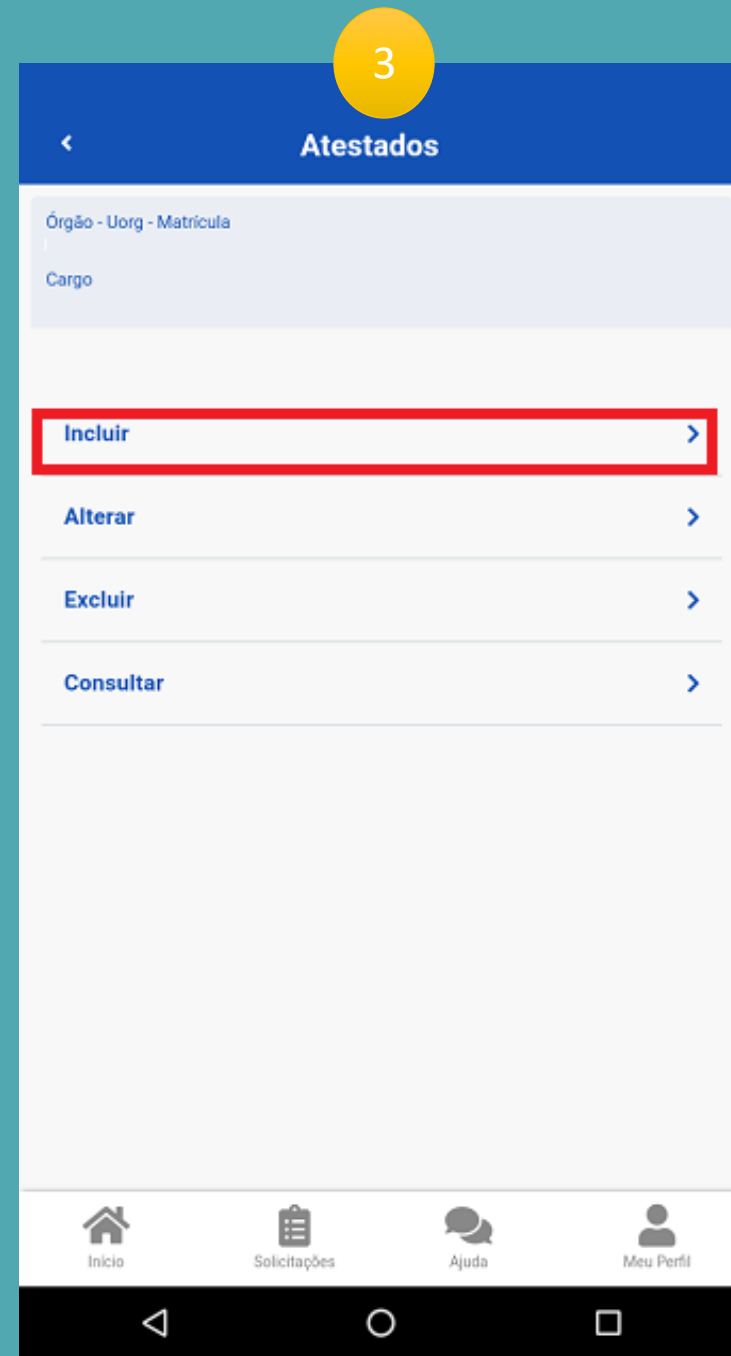 3
Atestados
Órgão - Uorg - Matrícula
Cargo
Incluir
Alterar
Excluir
Consultar
Início
Solicitações
Ajuda
Meu Perfil